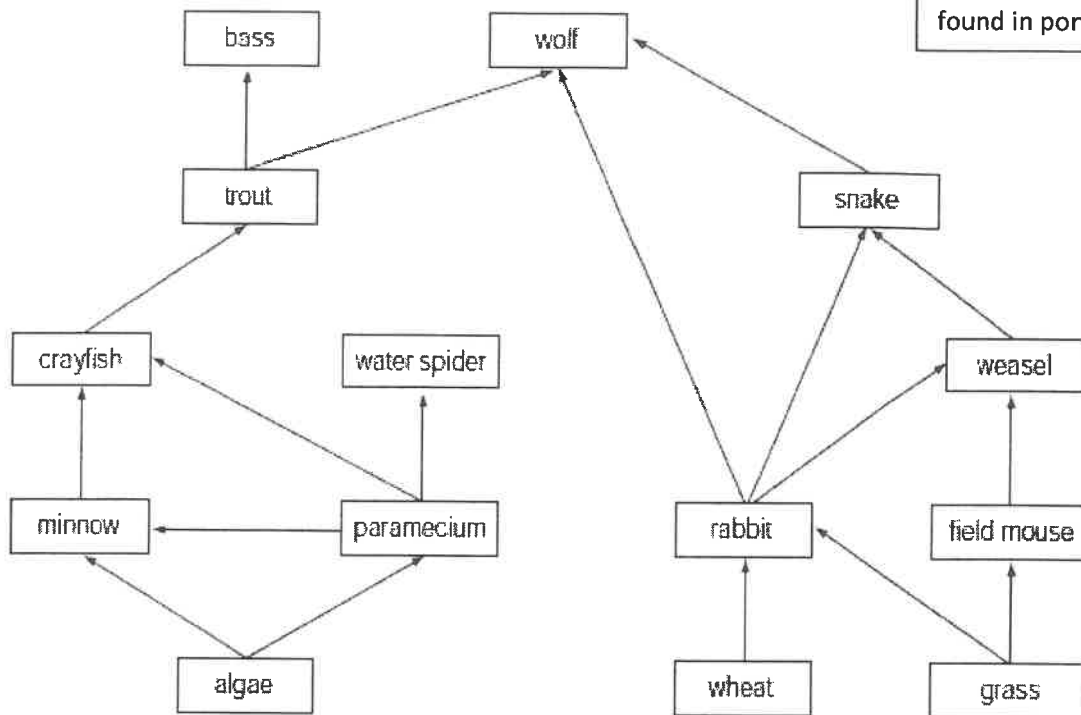 found in por
bass
wolf
trout
snake
crayfish
water spider
weasel
minnow
paramecium
rabbit
field mouse
algae
wheat
grass